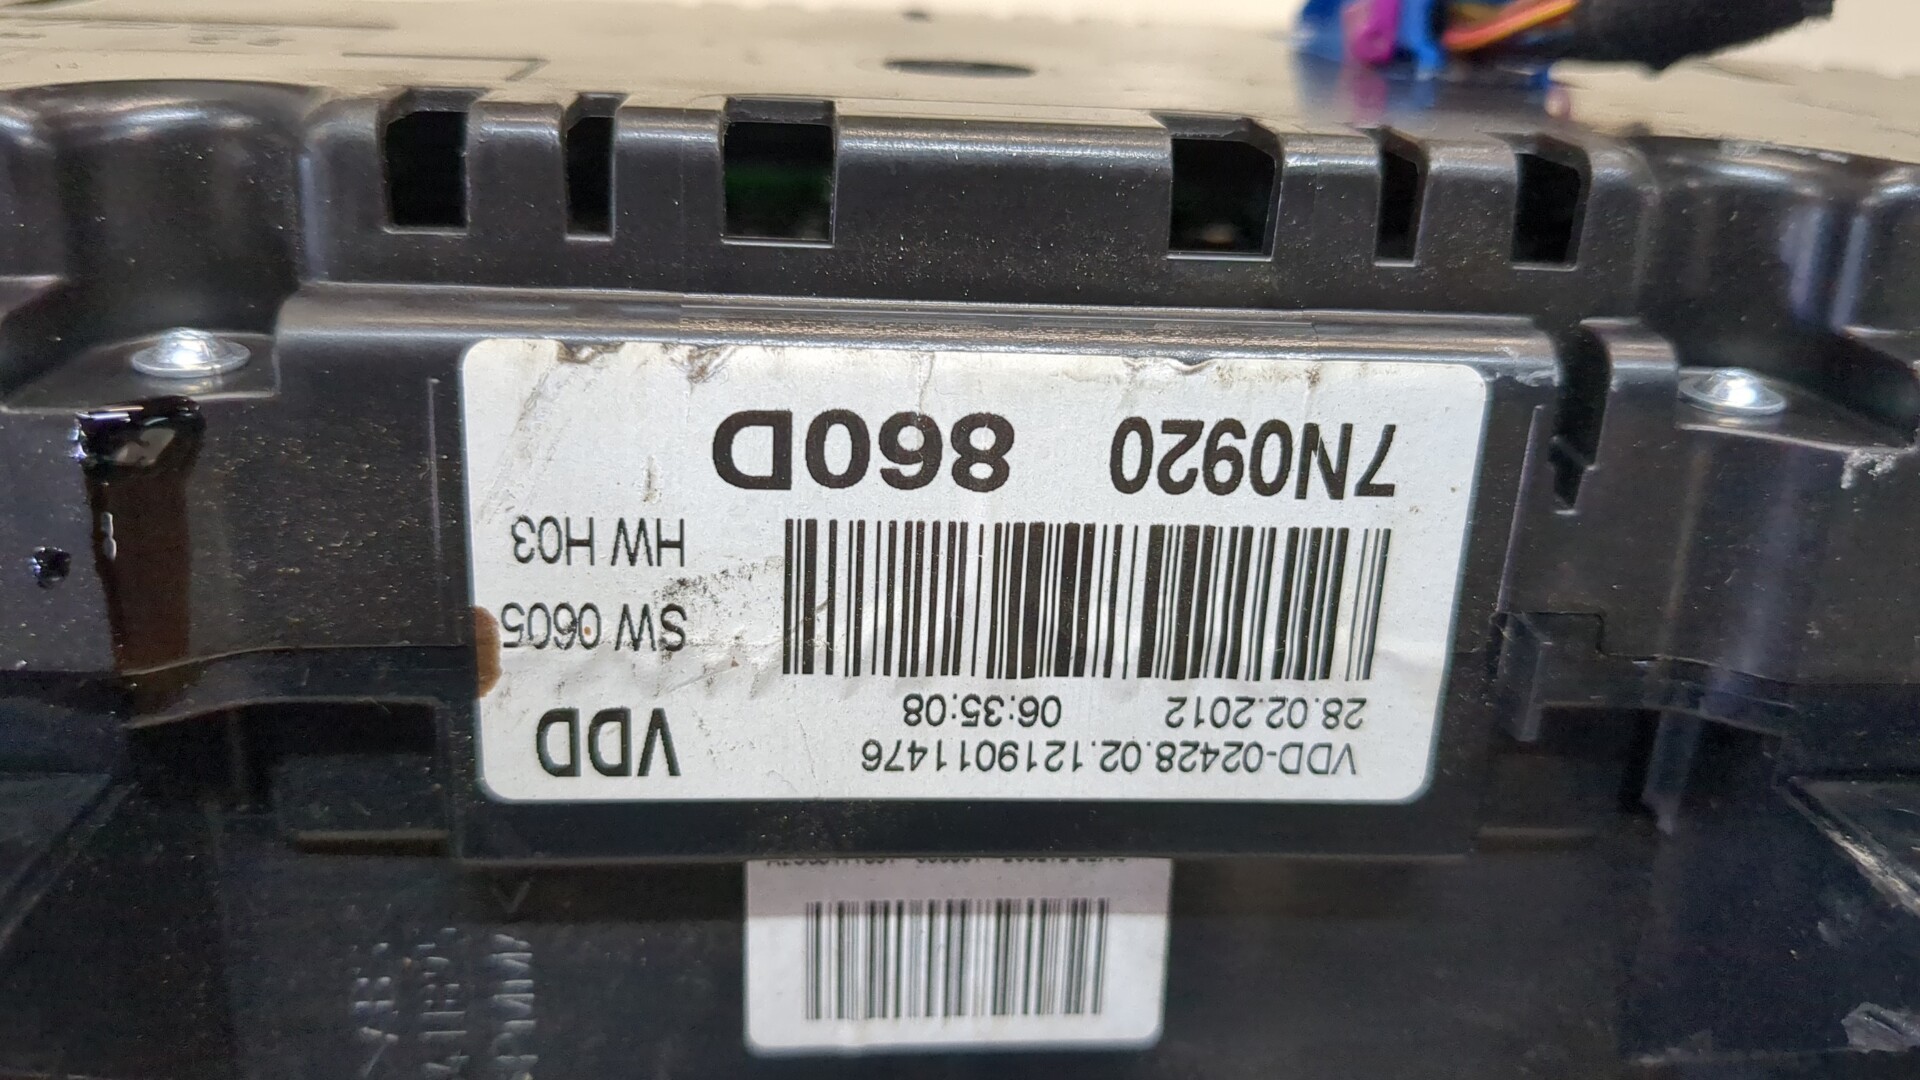 VDD-02428.02.1219011476
28.02.2012 06:35:08
VDD
SW 0605
HW H03
7N0920 860D